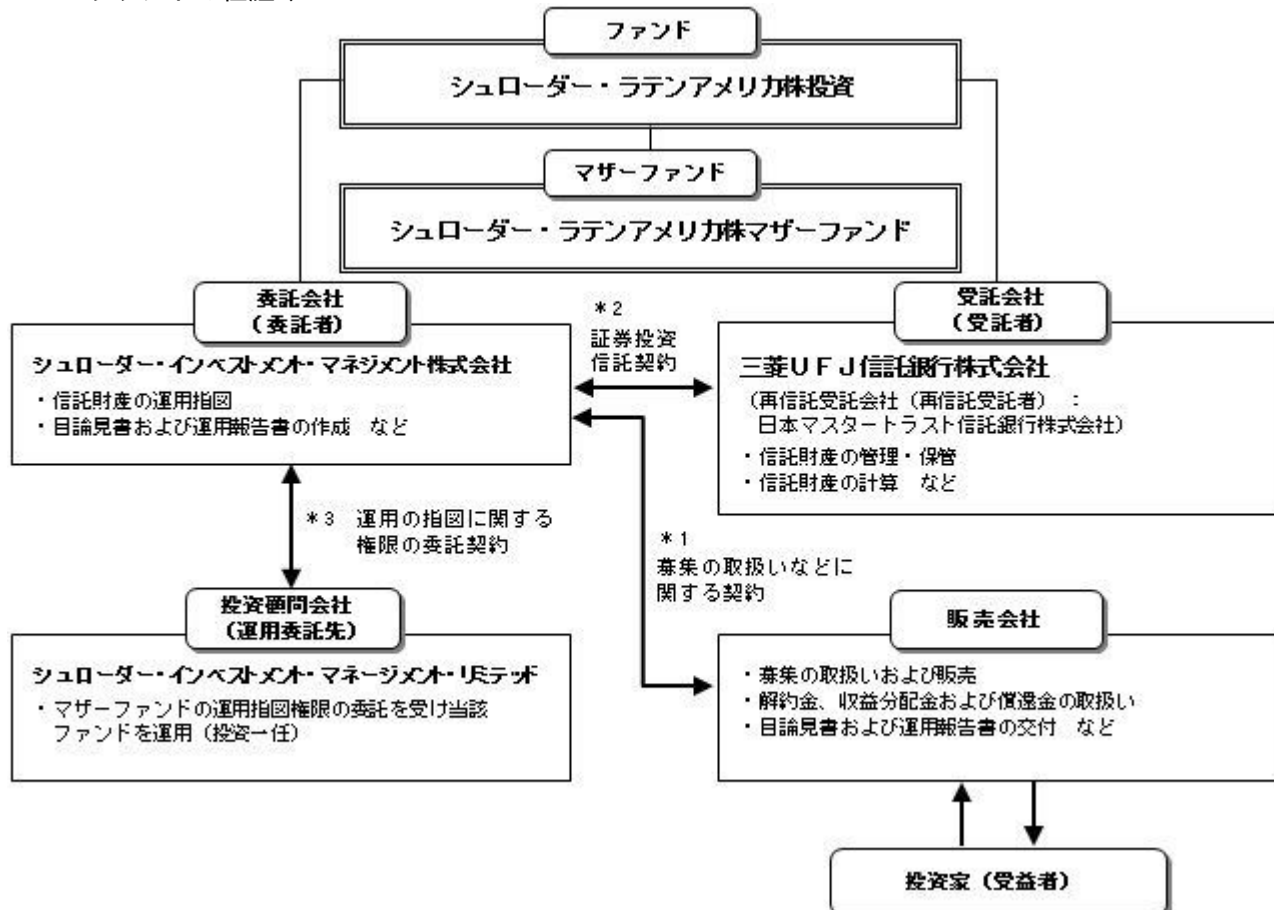 ファンド
シュローダー・ラテンアメリカ株投資
マザーファンド
シュローダー・ラテンアメリカ株マザーファンド
委託会社
(委託者)
シュローダー・インベストメント・マネジメント株式会社
・信託財産の運用指図
・目論見書および運用報告書の作成 など
*2
証券投資
信託契約
受託会社
(受託者)
三菱UFJ信託銀行株式会社
(再信託受託会社(再信託受託者) :
日本マスタートラスト信託銀行株式会社)
・信託財産の管理・保管
・信託財産の計算 など
*3 運用の指図に関する
権限の委託契約
*1
募集の取扱いなどに
関する契約
投資顧問会社
(運用委託先)
シュローダー・インベストメント・マネージメント・リミテッド
・マザーファンドの運用指図権限の委託を受け当該
ファンドを運用(投資一任)
販売会社
・募集の取扱いおよび販売
・解約金、収益分配金および償還金の取扱い
・目論見書および運用報告書の交付 など
投資家(受益者)